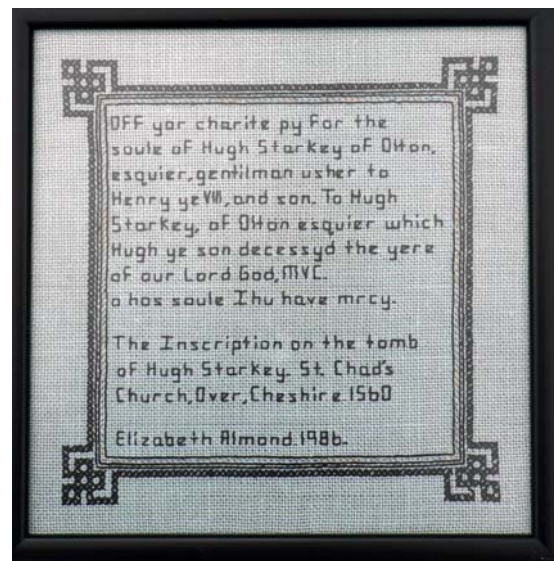 OFF yor charite py for the
soule of Hugh Starkey of Olton,
esquier, gentilman usher to
Henry ye VIII, and son. To Hugh
Starkey, of Olton esquier which
Hugh ye son decessyd the yere
of our Lord God, MVC.
a hos soule Ihu have mrcy.
The Inscription on the tomb
of Hugh Starkey. St. Chad's
Church, Over, Cheshire. 1560
Elizabeth Almond. 1986.